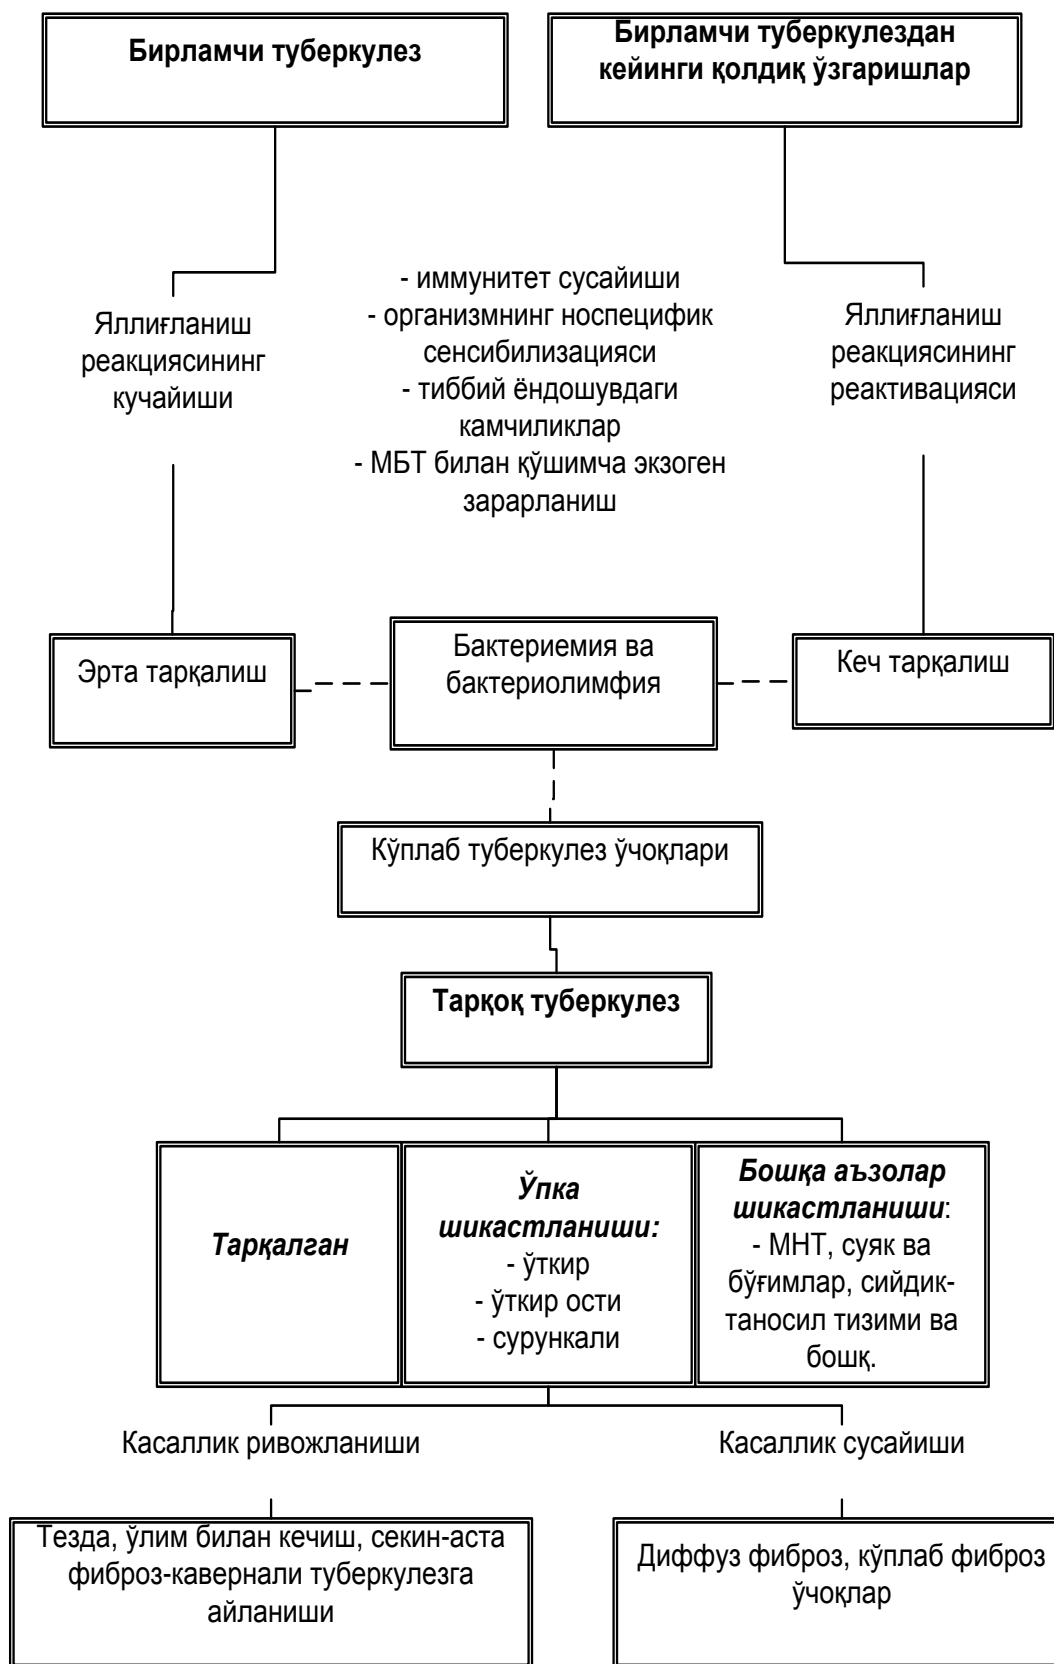 Бирламчи туберкулез
Бирламчи туберкулездан
кейинги қолдиқ ўзгаришлар
Яллиғланиш
реакциясининг
кучайиши
- иммунитет сусайиши
- организмнинг носпецифик
сенсибилизацияси
- тиббий ёндошувдаги
камчиликлар
- МБТ билан қўшимча экзоген
зарарланиш
Яллиғланиш
реакциясининг
реактивацияси
Эрта тарқалиш
Бактериемия ва
бактериолимфия
Кеч тарқалиш
Кўплаб туберкулез ўчоқлари
Тарқоқ туберкулез
Тарқалган
Ўпка
шикастланиши:
- ўткир
- ўткир ости
- сурункали
Бошқа аъзолар
шикастланиши:
- МНТ, суяк ва
бўғимлар, сийдик-
таносил тизими ва
бошқ.
Касаллик ривожланиши
Касаллик сусайиши
Тезда, ўлим билан кечиш, секин-аста
фиброз-кавернали туберкулезга
айланиши
Диффуз фиброз, кўплаб фиброз
ўчоқлар